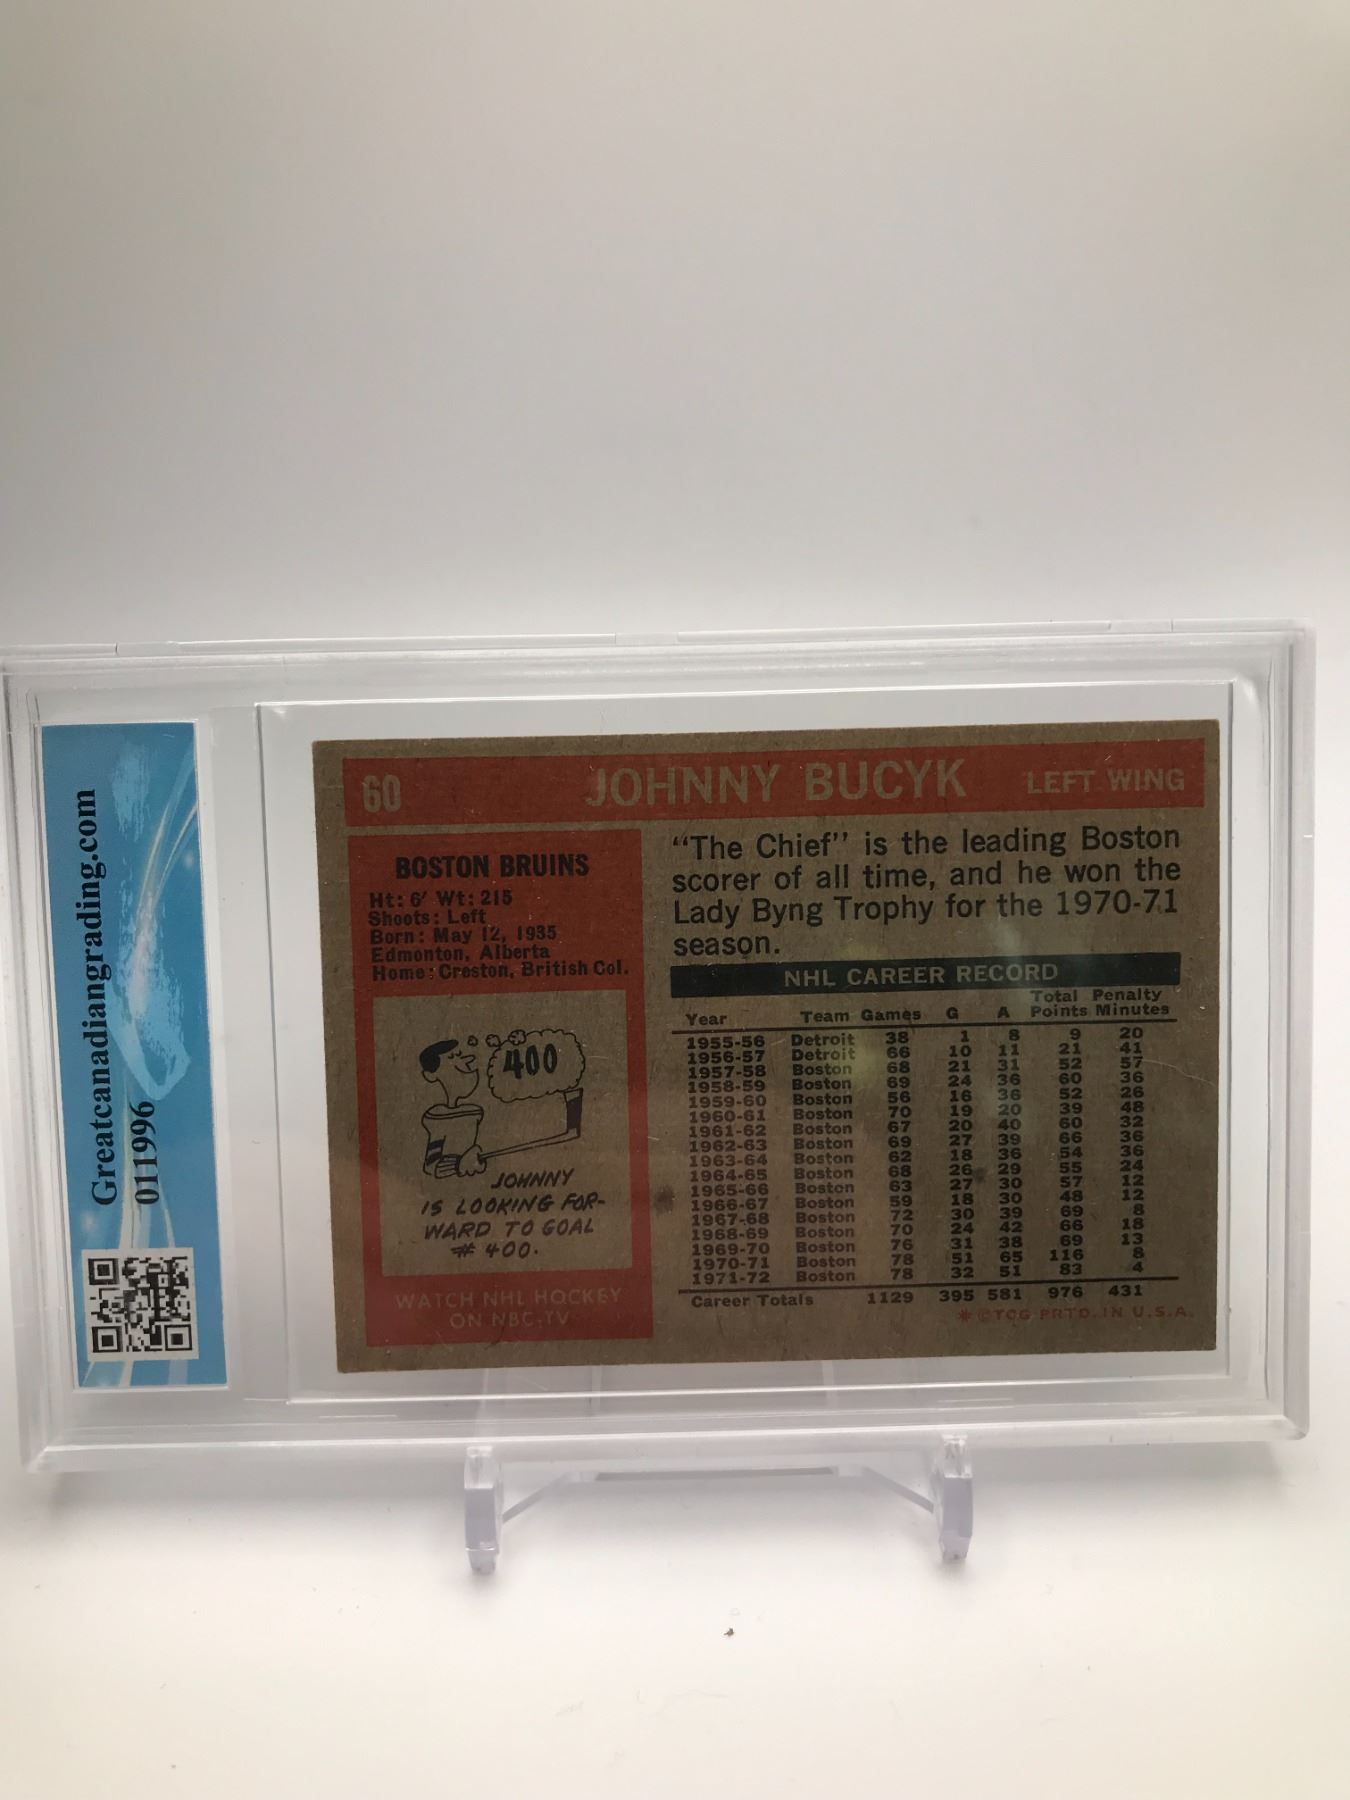 Greatcanadiangrading.com
011996
60 JOHNNY BUCYK LEFT WING
BOSTON BRUINS
Ht: 6' Wt: 215
Shoots: Left
Born: May 12, 1935
Edmonton, Alberta
Home: Creston, British Col.
400
JOHNNY
IS LOOKING FOR-
WARD TO GOAL
# 400.
WATCH NHL HOCKEY
ON NBC-TV
"The Chief" is the leading Boston
scorer of all time, and he won the
Lady Byng Trophy for the 1970-71
season.
NHL CAREER RECORD
Total Penalty
Year Team Games G A Points Minutes
1955-56 Detroit 38 1 8 9 20
1956-57 Detroit 66 10 11 21 41
1957-58 Boston 68 21 31 52 57
1958-59 Boston 69 24 36 60 36
1959-60 Boston 56 16 36 52 26
1960-61 Boston 70 19 20 39 48
1961-62 Boston 67 20 40 60 32
1962-63 Boston 69 27 39 66 36
1963-64 Boston 62 18 36 54 36
1964-65 Boston 68 26 29 55 24
1965-66 Boston 63 27 30 57 12
1966-67 Boston 59 18 30 48 12
1967-68 Boston 72 30 39 69 8
1968-69 Boston 70 24 42 66 18
1969-70 Boston 76 31 38 69 13
1970-71 Boston 78 51 65 116 8
1971-72 Boston 78 32 51 83 4
Career Totals 1129 395 581 976 431
* © TCG PRTD. IN U.S.A.